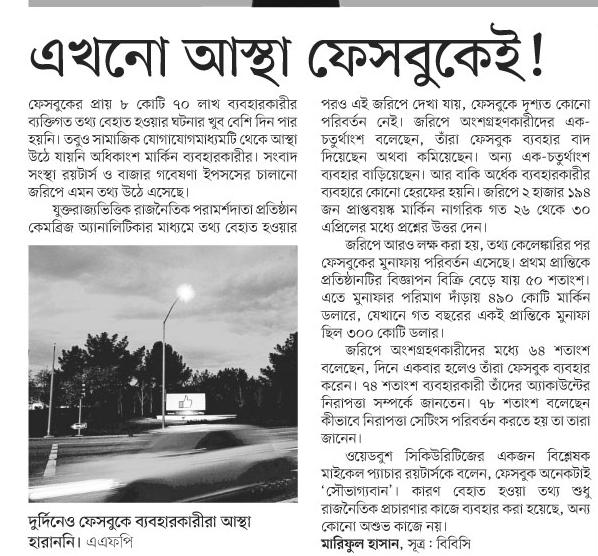 এখনো আস্থা ফেসবুকেই!
ফেসবুকের প্রায় ৮ কোটি ৭০ লাখ ব্যবহারকারীর
ব্যক্তিগত তথ্য বেহাত হওয়ার ঘটনার খুব বেশি দিন পার
হয়নি। তবুও সামাজিক যোগাযোগমাধ্যমটি থেকে আস্থা
উঠে যায়নি অধিকাংশ মার্কিন ব্যবহারকারীর। সংবাদ
সংস্থা রয়টার্স ও বাজার গবেষণা ইপসসের চালানো
জরিপে এমন তথ্য উঠে এসেছে।
যুক্তরাজ্যভিত্তিক রাজনৈতিক পরামর্শদাতা প্রতিষ্ঠান
কেমব্রিজ অ্যানালিটিকার মাধ্যমে তথ্য বেহাত হওয়ার
দুর্দিনেও ফেসবুকে ব্যবহারকারীরা আস্থা
হারাননি। এএফপি
পরও এই জরিপে দেখা যায়, ফেসবুকে দৃশ্যত কোনো
পরিবর্তন নেই। জরিপে অংশগ্রহণকারীদের এক-
চতুর্থাংশ বলেছেন, তাঁরা ফেসবুক ব্যবহার বাদ
দিয়েছেন অথবা কমিয়েছেন। অন্য এক-চতুর্থাংশ
ব্যবহার বাড়িয়েছেন। আর বাকি অর্ধেক ব্যবহারকারীর
ব্যবহারে কোনো হেরফের হয়নি। জরিপে ২ হাজার ১৯৪
জন প্রাপ্তবয়স্ক মার্কিন নাগরিক গত ২৬ থেকে ৩০
এপ্রিলের মধ্যে প্রশ্নের উত্তর দেন।
জরিপে আরও লক্ষ করা হয়, তথ্য কেলেঙ্কারির পর
ফেসবুকের মুনাফায় পরিবর্তন এসেছে। প্রথম প্রান্তিকে
প্রতিষ্ঠানটির বিজ্ঞাপন বিক্রি বেড়ে যায় ৫০ শতাংশ।
এতে মুনাফার পরিমাণ দাঁড়ায় ৪৯০ কোটি মার্কিন
ডলারে, যেখানে গত বছরের একই প্রান্তিকে মুনাফা
ছিল ৩০০ কোটি ডলার।
জরিপে অংশগ্রহণকারীদের মধ্যে ৬৪ শতাংশ
বলেছেন, দিনে একবার হলেও তাঁরা ফেসবুক ব্যবহার
করেন। ৭৪ শতাংশ ব্যবহারকারী তাঁদের অ্যাকাউন্টের
নিরাপত্তা সম্পর্কে জানতেন। ৭৮ শতাংশ বলেছেন
কীভাবে নিরাপত্তা সেটিংস পরিবর্তন করতে হয় তা তারা
জানেন।
ওয়েডবুশ সিকিউরিটিজের একজন বিশ্লেষক
মাইকেল প্যাচার রয়টার্সকে বলেন, ফেসবুক অনেকটাই
‘সৌভাগ্যবান’। কারণ বেহাত হওয়া তথ্য শুধু
রাজনৈতিক প্রচারণার কাজে ব্যবহার করা হয়েছে, অন্য
কোনো অশুভ কাজে নয়।
মারিফুল হাসান, সূত্র : বিবিসি